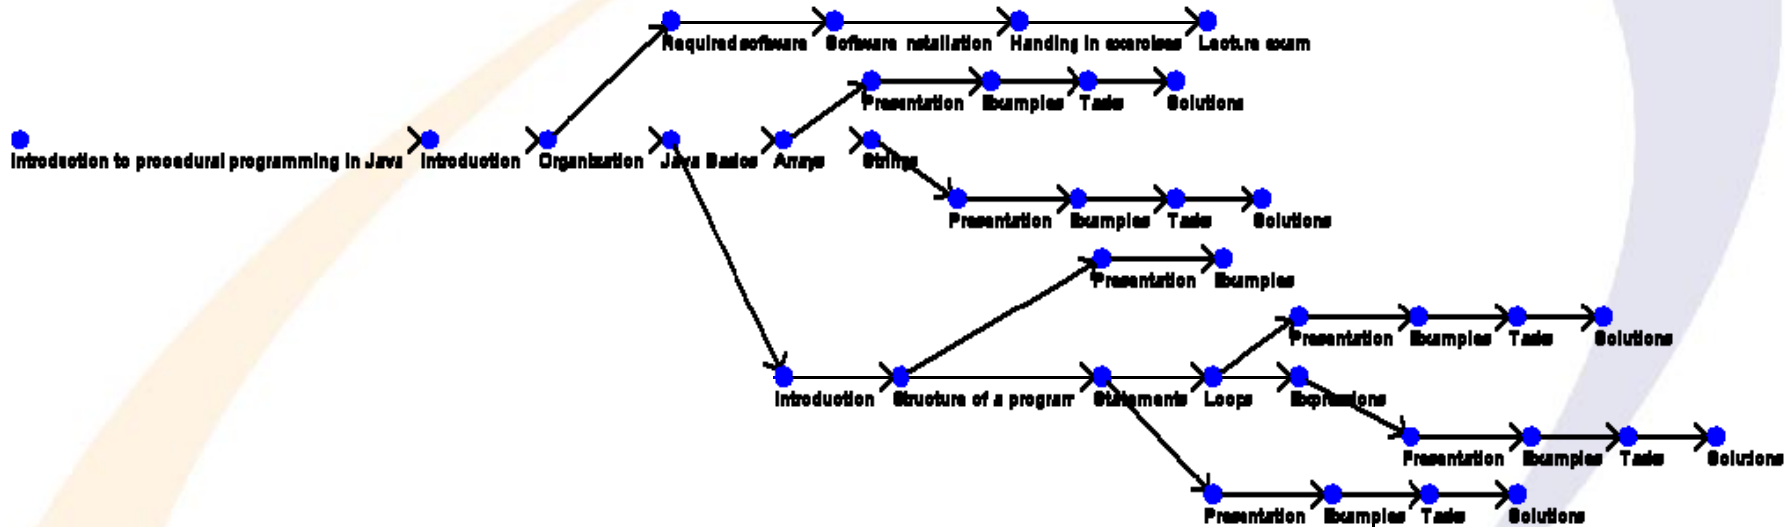 Required software Software installation Handing in exercises Lecture exam
Presentation Examples Tasks Solutions
Introduction to procedural programming in Java Introduction Organization Java Basics Arrays Strings
Presentation Examples Tasks Solutions
Presentation Examples
Presentation Examples Tasks Solutions
Introduction Structure of a program Statements Loops Expressions
Presentation Examples Tasks Solutions
Presentation Examples Tasks Solutions